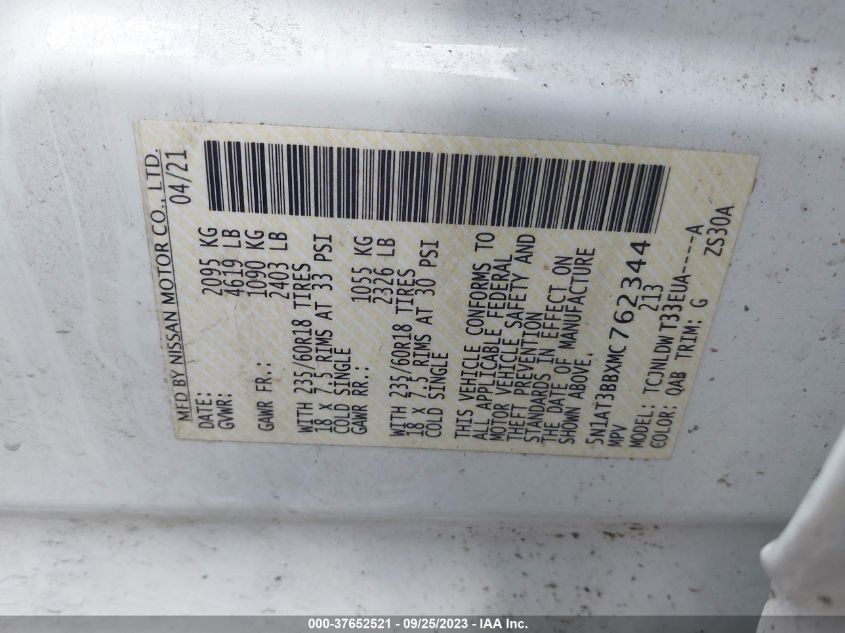 MFD BY NISSAN MOTOR CO., LTD.
DATE: 04/21
GVWR: 2095 KG
4619 LB
GAWR FR.: 1090 KG
2403 LB
WITH 235/60R18 TIRES
18 x 7.5 RIMS AT 33 PSI
COLD SINGLE
GAWR RR.: 1055 KG
2326 LB
WITH 235/60R18 TIRES
18 x 7.5 RIMS AT 30 PSI
COLD SINGLE
THIS VEHICLE CONFORMS TO
ALL APPLICABLE FEDERAL
MOTOR VEHICLE SAFETY AND
THEFT PREVENTION
STANDARDS IN EFFECT ON
THE DATE OF MANUFACTURE
SHOWN ABOVE.
5N1AT3BBXMC762344
MPV 213
MODEL: TCJNLDWT33EUA-----A
COLOR: QAB TRIM: G ZS30A
000-37652521 - 09/25/2023 - IAA Inc.